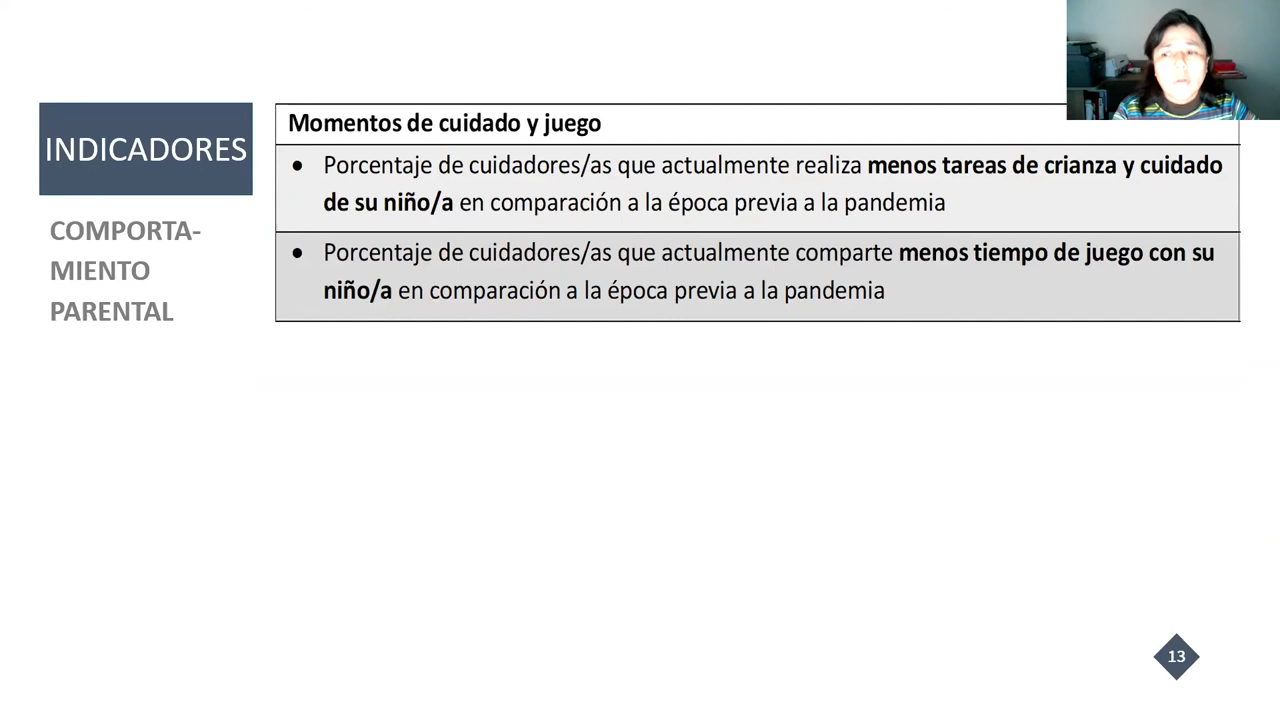 INDICADORES
COMPORTA-
MIENTO
PARENTAL
Momentos de cuidado y juego
• Porcentaje de cuidadores/as que actualmente realiza menos tareas de crianza y cuidado
de su niño/a en comparación a la época previa a la pandemia
• Porcentaje de cuidadores/as que actualmente comparte menos tiempo de juego con su
niño/a en comparación a la época previa a la pandemia
13